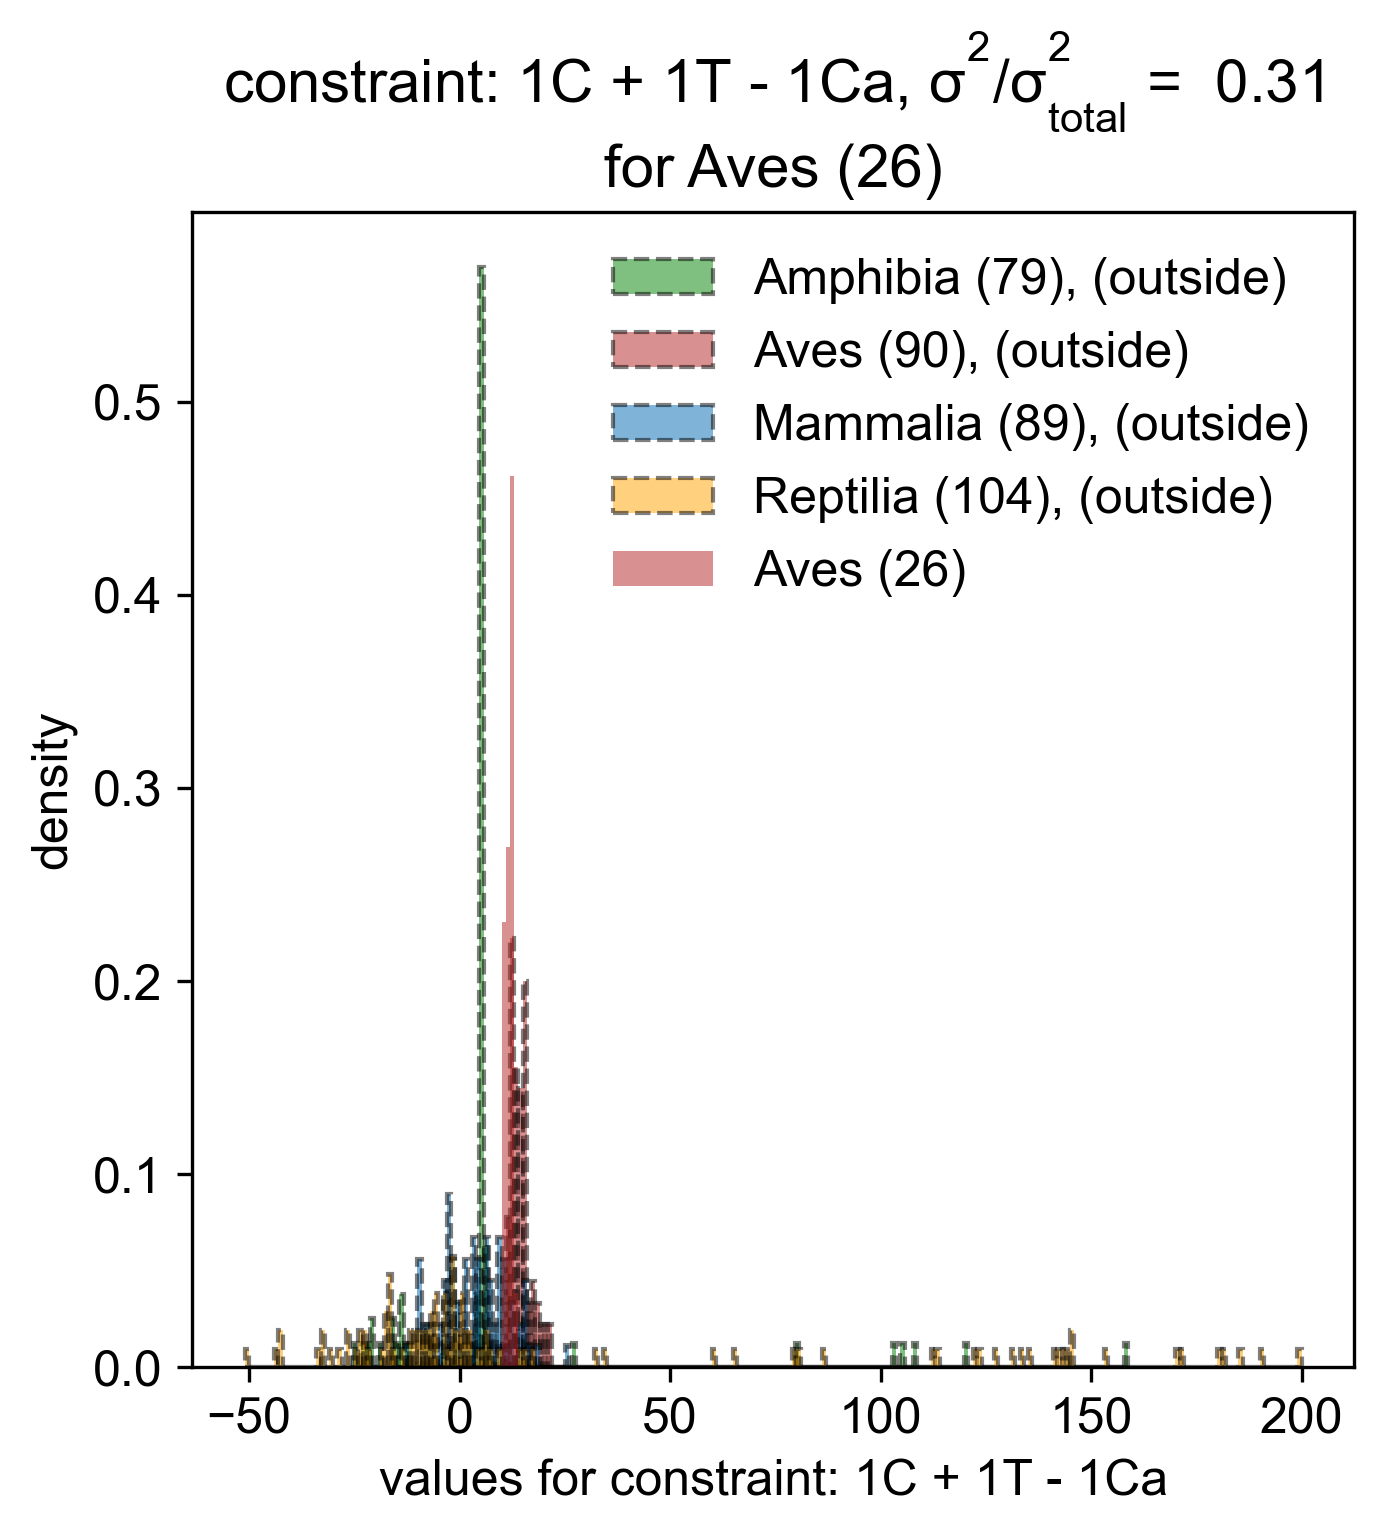 constraint: 1C + 1T - 1Ca, σ²/σ²total = 0.31
for Aves (26)
Amphibia (79), (outside)
Aves (90), (outside)
Mammalia (89), (outside)
Reptilia (104), (outside)
Aves (26)
0.5
0.4
0.3
0.2
0.1
0.0
density
−50 0 50 100 150 200
values for constraint: 1C + 1T - 1Ca